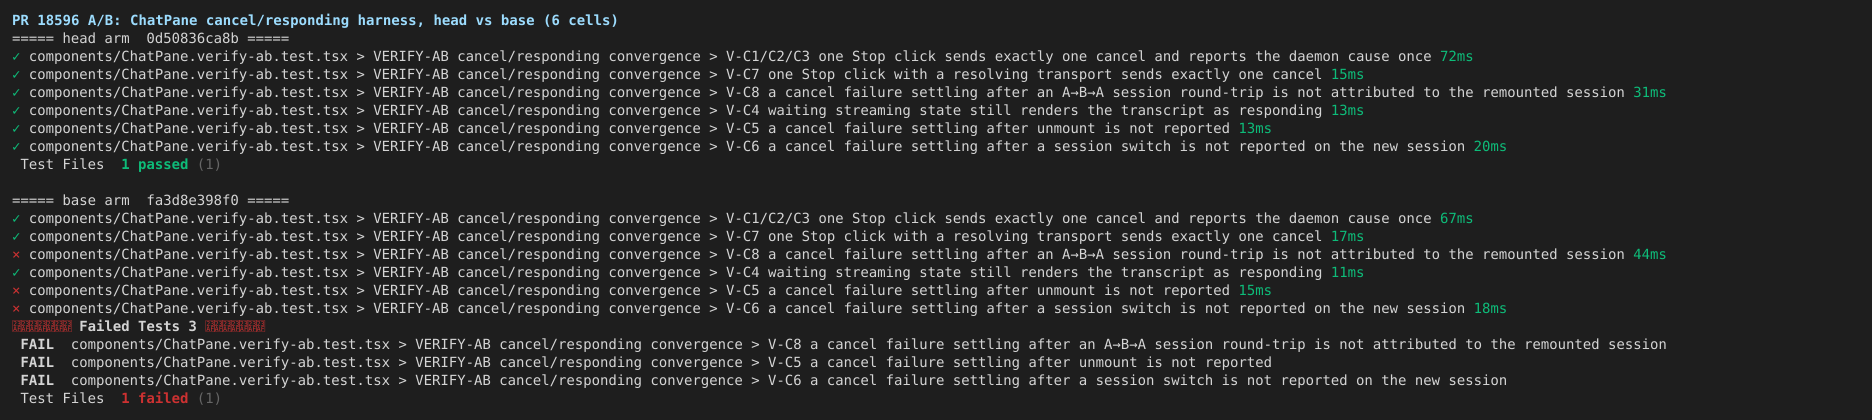 PR 18596 A/B: ChatPane cancel/responding harness, head vs base (6 cells)
===== head arm  0d50836ca8b =====
✓ components/ChatPane.verify-ab.test.tsx > VERIFY-AB cancel/responding convergence > V-C1/C2/C3 one Stop click sends exactly one cancel and reports the daemon cause once 72ms
✓ components/ChatPane.verify-ab.test.tsx > VERIFY-AB cancel/responding convergence > V-C7 one Stop click with a resolving transport sends exactly one cancel 15ms
✓ components/ChatPane.verify-ab.test.tsx > VERIFY-AB cancel/responding convergence > V-C8 a cancel failure settling after an A→B→A session round-trip is not attributed to the remounted session 31ms
✓ components/ChatPane.verify-ab.test.tsx > VERIFY-AB cancel/responding convergence > V-C4 waiting streaming state still renders the transcript as responding 13ms
✓ components/ChatPane.verify-ab.test.tsx > VERIFY-AB cancel/responding convergence > V-C5 a cancel failure settling after unmount is not reported 13ms
✓ components/ChatPane.verify-ab.test.tsx > VERIFY-AB cancel/responding convergence > V-C6 a cancel failure settling after a session switch is not reported on the new session 20ms
Test Files  1 passed (1)
===== base arm  fa3d8e398f0 =====
✓ components/ChatPane.verify-ab.test.tsx > VERIFY-AB cancel/responding convergence > V-C1/C2/C3 one Stop click sends exactly one cancel and reports the daemon cause once 67ms
✓ components/ChatPane.verify-ab.test.tsx > VERIFY-AB cancel/responding convergence > V-C7 one Stop click with a resolving transport sends exactly one cancel 17ms
× components/ChatPane.verify-ab.test.tsx > VERIFY-AB cancel/responding convergence > V-C8 a cancel failure settling after an A→B→A session round-trip is not attributed to the remounted session 44ms
✓ components/ChatPane.verify-ab.test.tsx > VERIFY-AB cancel/responding convergence > V-C4 waiting streaming state still renders the transcript as responding 11ms
× components/ChatPane.verify-ab.test.tsx > VERIFY-AB cancel/responding convergence > V-C5 a cancel failure settling after unmount is not reported 15ms
× components/ChatPane.verify-ab.test.tsx > VERIFY-AB cancel/responding convergence > V-C6 a cancel failure settling after a session switch is not reported on the new session 18ms
Failed Tests 3
FAIL  components/ChatPane.verify-ab.test.tsx > VERIFY-AB cancel/responding convergence > V-C8 a cancel failure settling after an A→B→A session round-trip is not attributed to the remounted session
FAIL  components/ChatPane.verify-ab.test.tsx > VERIFY-AB cancel/responding convergence > V-C5 a cancel failure settling after unmount is not reported
FAIL  components/ChatPane.verify-ab.test.tsx > VERIFY-AB cancel/responding convergence > V-C6 a cancel failure settling after a session switch is not reported on the new session
Test Files  1 failed (1)